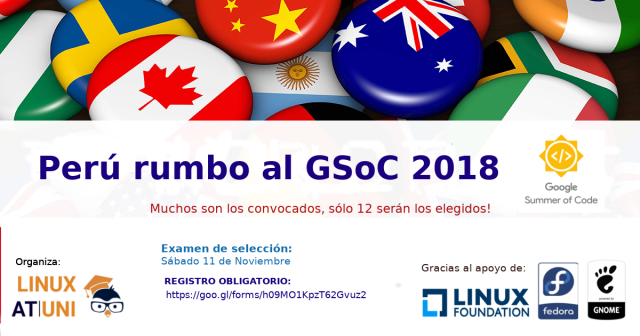 Perú rumbo al GSoC 2018
Google
Summer of Code
Muchos son los convocados, sólo 12 serán los elegidos!
Examen de selección:
Sábado 11 de Noviembre
Organiza:
LINUX
AT|UNI
REGISTRO OBLIGATORIO:
https://goo.gl/forms/h09MO1KpzT62Gvuz2
Gracias al apoyo de:
LINUX
FOUNDATION
fedora
powered by
GNOME